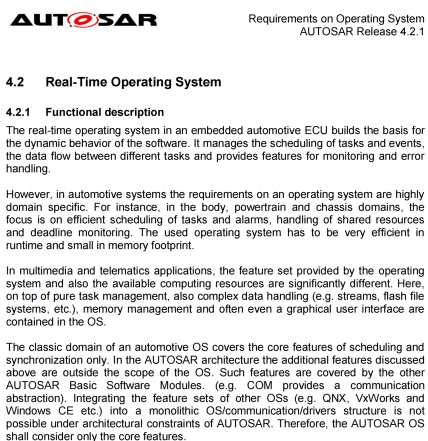 AUTOSAR
Requirements on Operating System
AUTOSAR Release 4.2.1
4.2 Real-Time Operating System
4.2.1 Functional description
The real-time operating system in an embedded automotive ECU builds the basis for
the dynamic behavior of the software. It manages the scheduling of tasks and events,
the data flow between different tasks and provides features for monitoring and error
handling.
However, in automotive systems the requirements on an operating system are highly
domain specific. For instance, in the body, powertrain and chassis domains, the
focus is on efficient scheduling of tasks and alarms, handling of shared resources
and deadline monitoring. The used operating system has to be very efficient in
runtime and small in memory footprint.
In multimedia and telematics applications, the feature set provided by the operating
system and also the available computing resources are significantly different. Here,
on top of pure task management, also complex data handling (e.g. streams, flash file
systems, etc.), memory management and often even a graphical user interface are
contained in the OS.
The classic domain of an automotive OS covers the core features of scheduling and
synchronization only. In the AUTOSAR architecture the additional features discussed
above are outside the scope of the OS. Such features are covered by the other
AUTOSAR Basic Software Modules. (e.g. COM provides a communication
abstraction). Integrating the feature sets of other OSs (e.g. QNX, VxWorks and
Windows CE etc.) into a monolithic OS/communication/drivers structure is not
possible under architectural constraints of AUTOSAR. Therefore, the AUTOSAR OS
shall consider only the core features.